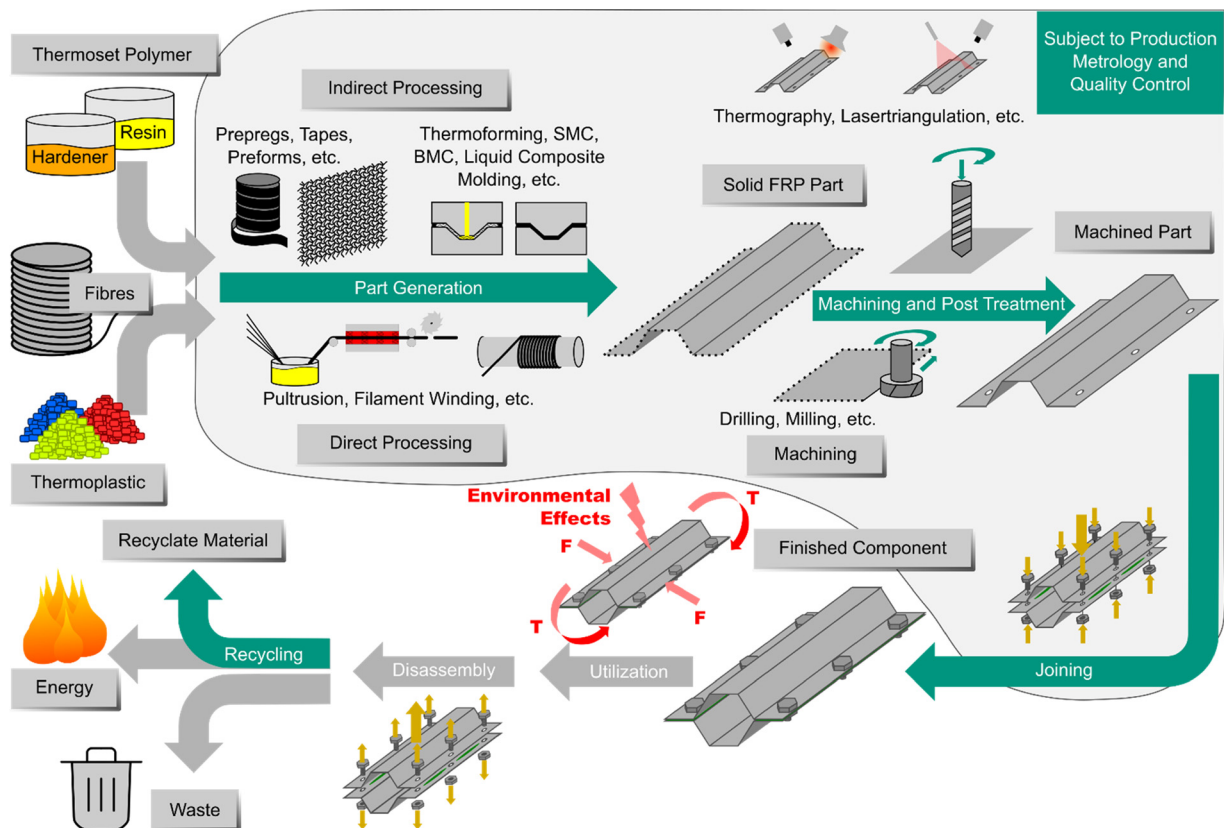 Thermoset Polymer
Resin
Hardener
Fibres
Thermoplastic
Indirect Processing
Prepregs, Tapes,
Preforms, etc.
Thermoforming, SMC,
BMC, Liquid Composite
Molding, etc.
Part Generation
Pultrusion, Filament Winding, etc.
Direct Processing
Thermography, Lasertriangulation, etc.
Subject to Production
Metrology and
Quality Control
Solid FRP Part
Machining and Post Treatment
Machined Part
Drilling, Milling, etc.
Machining
Joining
Finished Component
Environmental
Effects
T
F
F
T
Utilization
Disassembly
Recycling
Recyclate Material
Energy
Waste